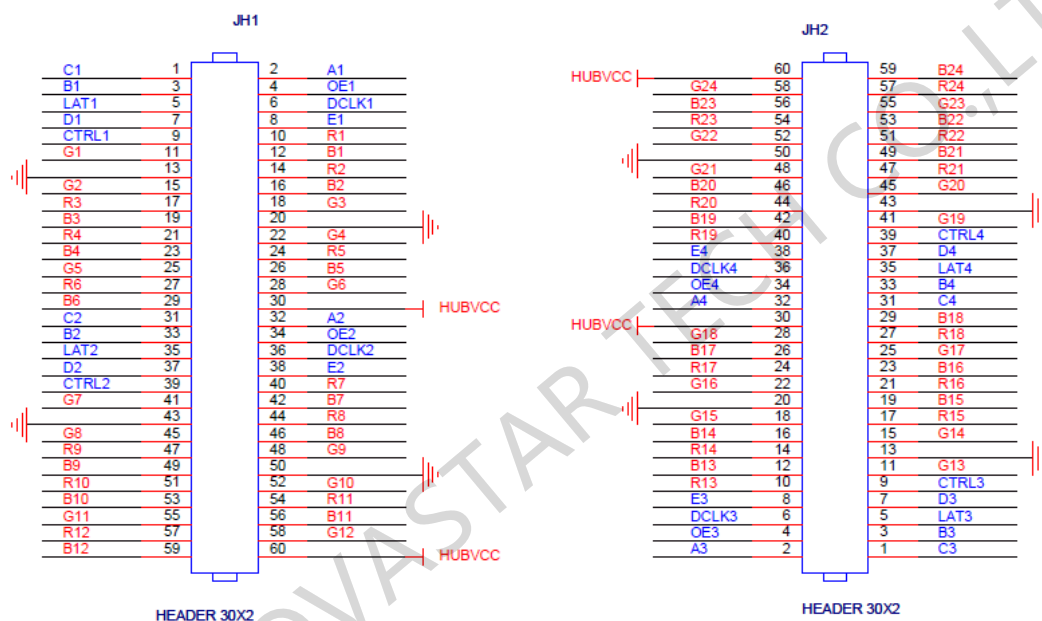 JH1
C1 1 2 A1
B1 3 4 OE1
LAT1 5 6 DCLK1
D1 7 8 E1
CTRL1 9 10 R1
G1 11 12 B1
13 14 R2
G2 15 16 B2
R3 17 18 G3
B3 19 20
R4 21 22 G4
B4 23 24 R5
G5 25 26 B5
R6 27 28 G6
B6 29 30 HUBVCC
C2 31 32 A2
B2 33 34 OE2
LAT2 35 36 DCLK2
D2 37 38 E2
CTRL2 39 40 R7
G7 41 42 B7
43 44 R8
G8 45 46 B8
R9 47 48 G9
B9 49 50
R10 51 52 G10
B10 53 54 R11
G11 55 56 B11
R12 57 58 G12
B12 59 60 HUBVCC
HEADER 30X2
JH2
HUBVCC 60 59 B24
G24 58 57 R24
B23 56 55 G23
R23 54 53 B22
G22 52 51 R22
50 49 B21
G21 48 47 R21
B20 46 45 G20
R20 44 43
B19 42 41 G19
R19 40 39 CTRL4
E4 38 37 D4
DCLK4 36 35 LAT4
OE4 34 33 B4
A4 32 31 C4
HUBVCC 30 29 B18
G18 28 27 R18
B17 26 25 G17
R17 24 23 B16
G16 22 21 R16
20 19 B15
G15 18 17 R15
B14 16 15 G14
R14 14 13
B13 12 11 G13
R13 10 9 CTRL3
E3 8 7 D3
DCLK3 6 5 LAT3
OE3 4 3 B3
A3 2 1 C3
HEADER 30X2
OVASTAR TECH CO.,LT